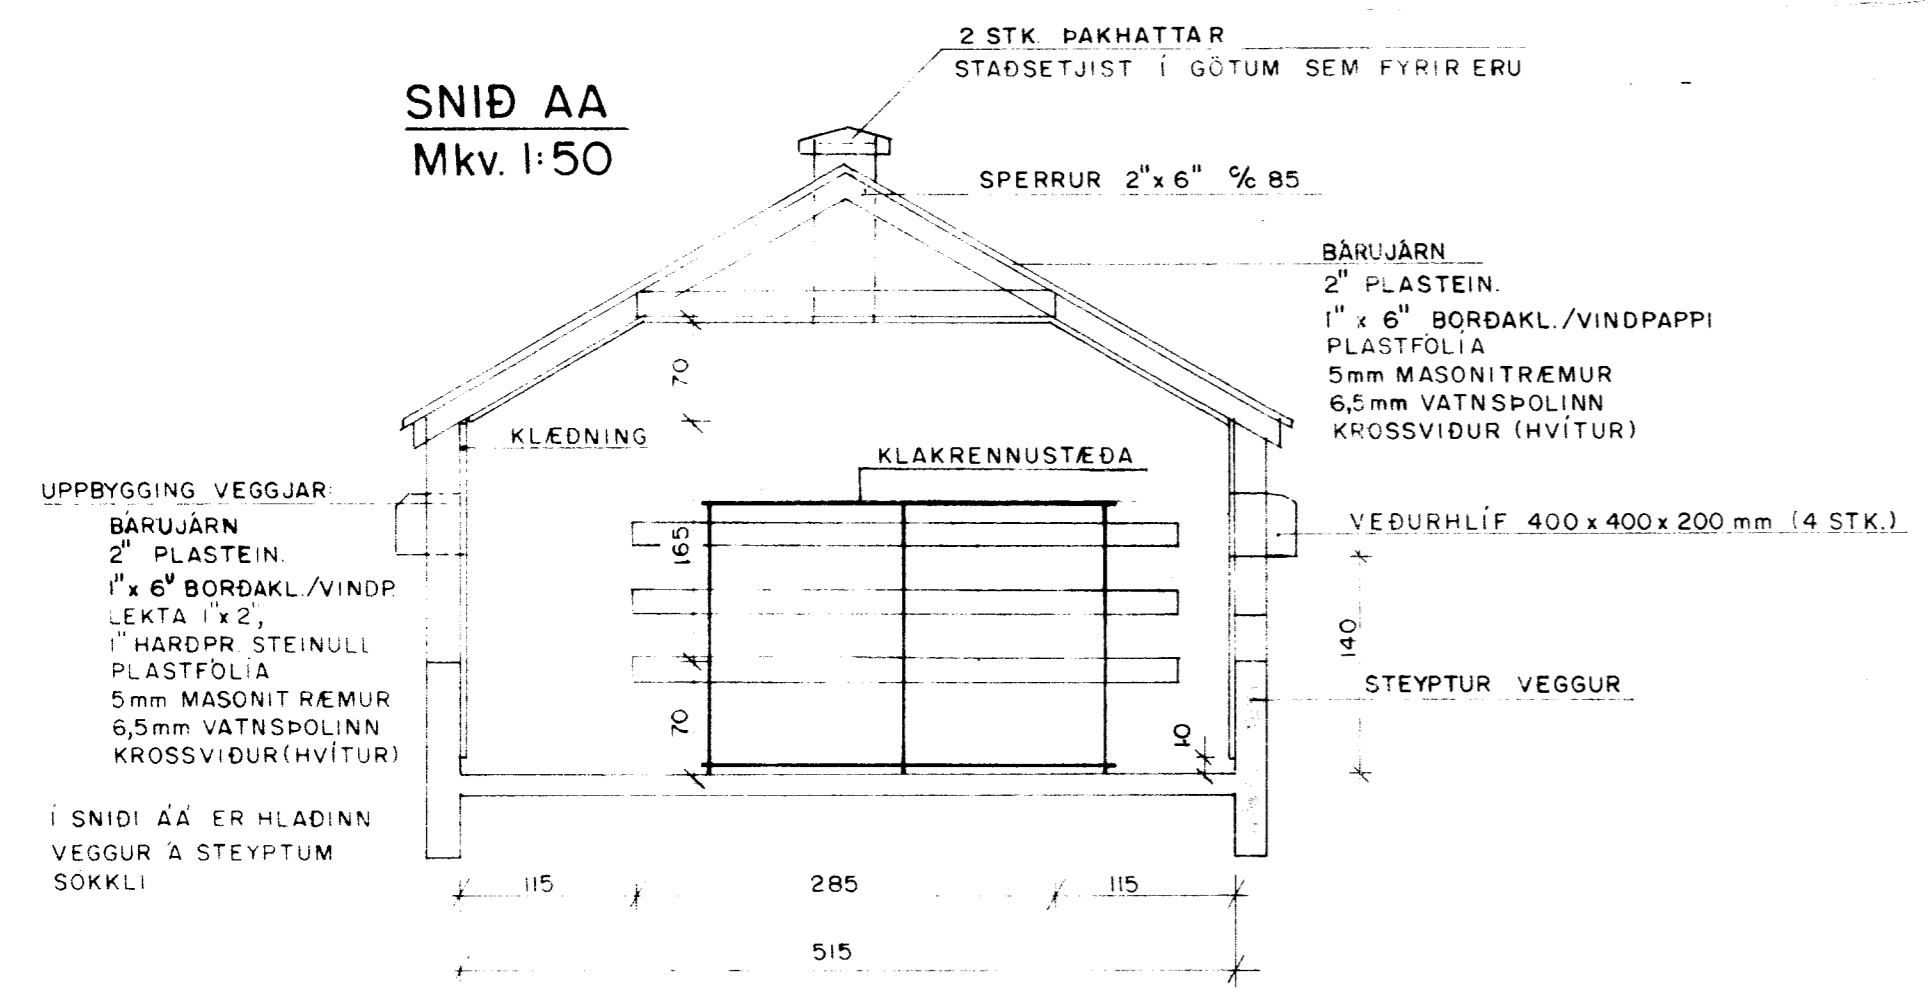 2 STK. ÞAKHATTAR
STAÐSETJIST Í GÖTUM SEM FYRIR ERU
SNIÐ AA
Mkv. 1:50
SPERRUR 2"x 6" c/c 85
BÁRUJÁRN
2" PLASTEIN.
1" x 6" BORÐAKL./VINDPAPPI
PLASTFÓLÍA
5mm MASONITRÆMUR
6,5mm VATNSÞOLINN
KROSSVIÐUR (HVÍTUR)
70
KLÆÐNING
KLAKRENNUSTÆÐA
UPPBYGGING VEGGJAR:
BÁRUJÁRN
2" PLASTEIN.
1"x 6" BORÐAKL./VINDP.
LEKTA 1"x 2",
1" HARÐPR. STEINULL
PLASTFÓLÍA
5mm MASONIT RÆMUR
6,5mm VATNSÞOLINN
KROSSVIÐUR(HVÍTUR)
VEÐURHLÍF 400 x 400 x 200 mm (4 STK.)
165
140
STEYPTUR VEGGUR
70
10
Í SNIÐI ÁÁ ER HLAÐINN
VEGGUR Á STEYPTUM
SÖKKLI
115
285
115
515